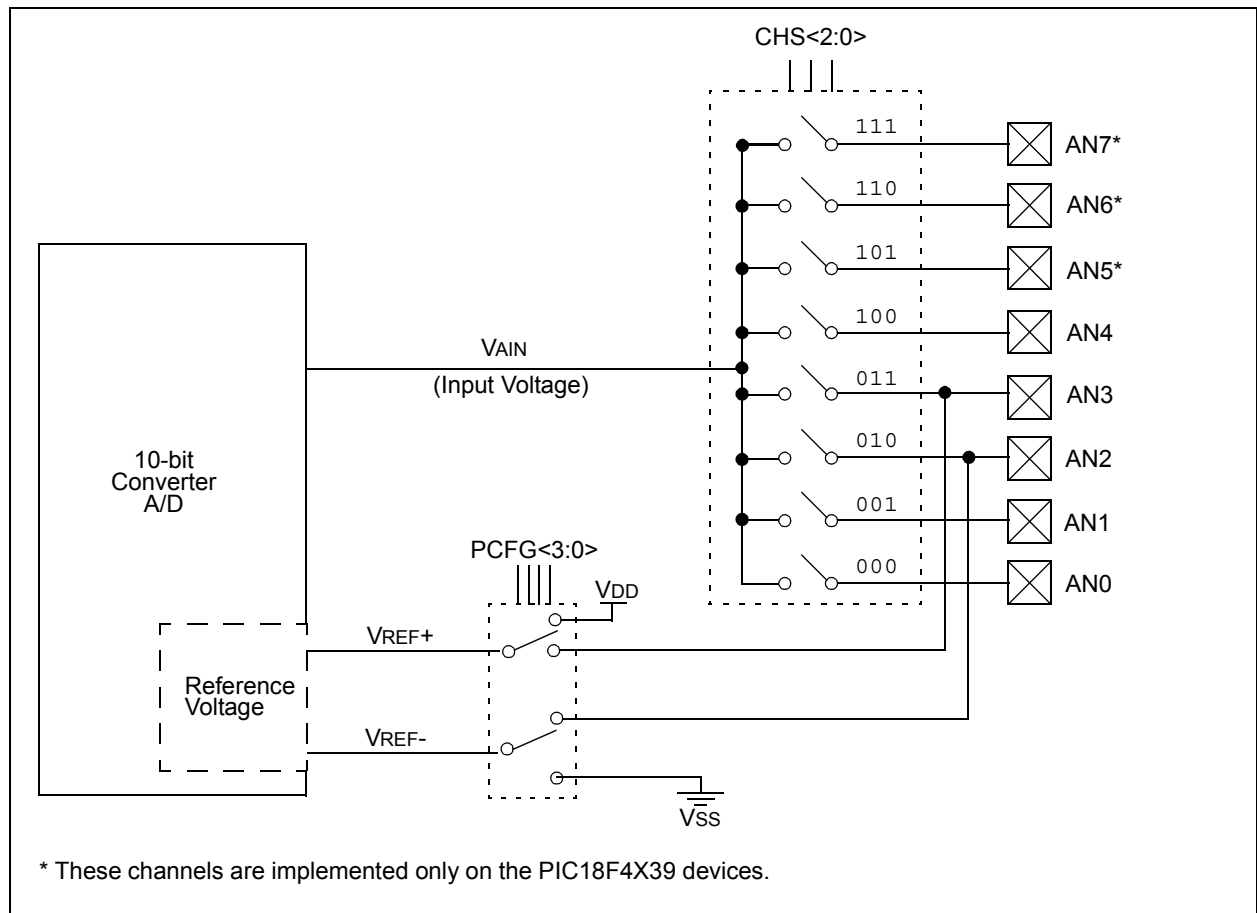 CHS<2:0>
111
AN7*
110
AN6*
101
AN5*
100
AN4
VAIN
(Input Voltage)
011
AN3
010
AN2
10-bit
Converter
A/D
001
AN1
PCFG<3:0>
000
AN0
VDD
VREF+
Reference
Voltage
VREF-
VSS
* These channels are implemented only on the PIC18F4X39 devices.